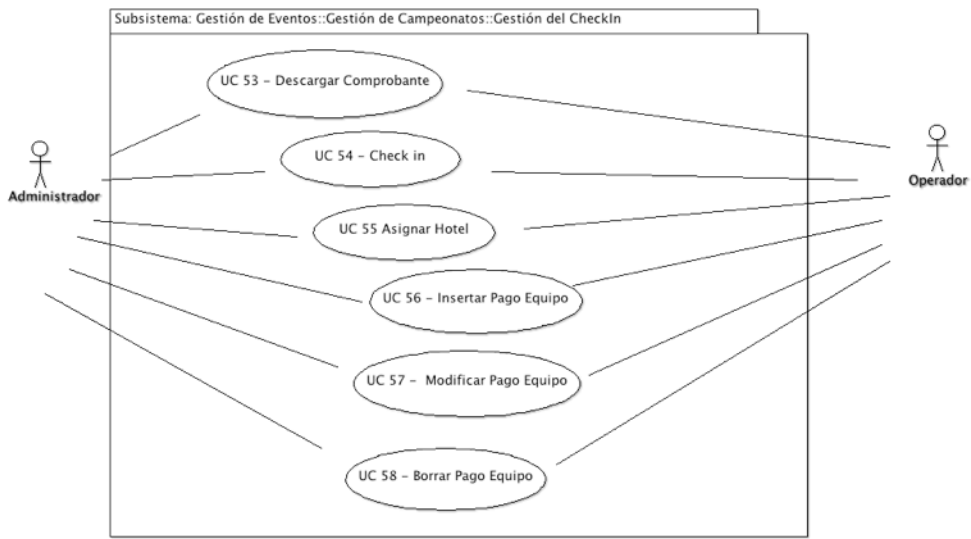 Subsistema: Gestión de Eventos::Gestión de Campeonatos::Gestión del CheckIn
UC 53 - Descargar Comprobante
UC 54 - Check in
Administrador
Operador
UC 55 Asignar Hotel
UC 56 - Insertar Pago Equipo
UC 57 - Modificar Pago Equipo
UC 58 - Borrar Pago Equipo